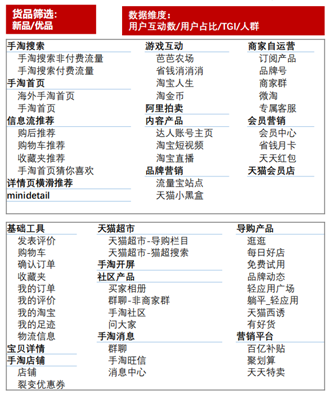 货品筛选:
新品/优品
数据维度:
用户互动数/用户占比/TGI/人群
手淘搜索
手淘搜索非付费流量
手淘搜索付费流量
手淘首页
海外手淘首页
手淘首页
信息流推荐
购后推荐
购物车推荐
收藏夹推荐
手淘首页猜你喜欢
详情页横滑推荐
minidetail
游戏互动
芭芭农场
省钱消消消
淘宝人生
淘金币
阿里拍卖
内容产品
达人账号主页
淘宝短视频
淘宝直播
品牌营销
流量宝站点
天猫小黑盒
商家自运营
订阅产品
品牌号
商家群
微淘
专属客服
会员营销
会员中心
省钱月卡
天天红包
天猫会员店
基础工具
发表评价
购物车
确认订单
收藏夹
我的订单
我的评价
我的淘宝
我的足迹
物流信息
宝贝详情
手淘店铺
店铺
裂变优惠券
天猫超市
天猫超市-导购栏目
天猫超市-猫超搜索
手淘开屏
社区产品
买家相册
群聊-非商家群
手淘社区
问大家
手淘消息
群聊
手淘旺信
消息中心
导购产品
逛逛
每日好店
免费试用
品牌动态
轻应用广场
躺平_轻应用
天猫西诱
有好货
营销平台
百亿补贴
聚划算
天天特卖